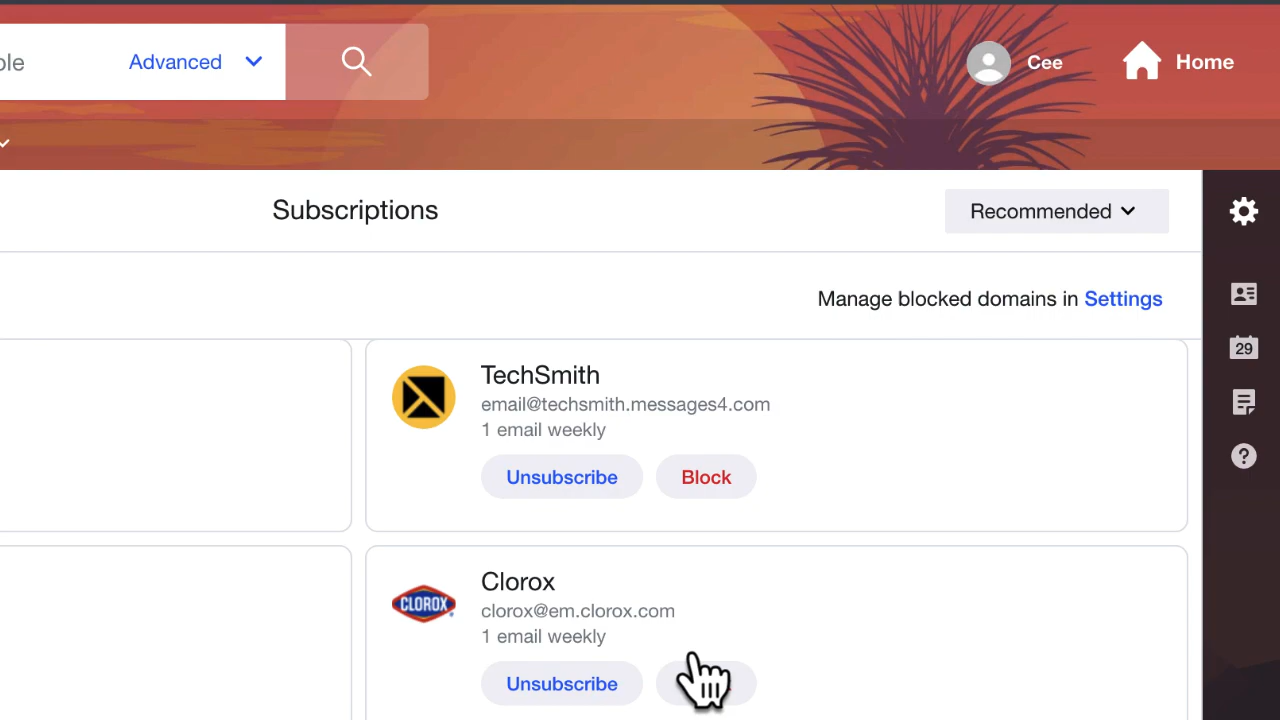 Advanced
Cee
Home
Subscriptions
Recommended
Manage blocked domains in Settings
29
TechSmith
email@techsmith.messages4.com
1 email weekly
Unsubscribe Block
CLOROX
Clorox
clorox@em.clorox.com
1 email weekly
Unsubscribe